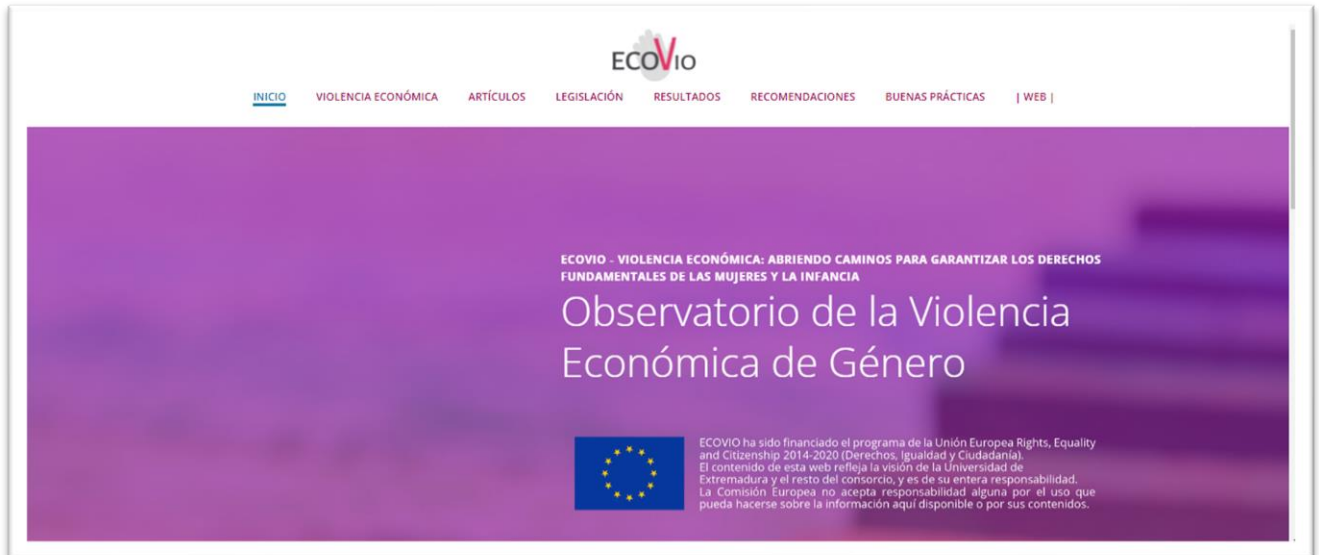 ECOVIO
INICIO VIOLENCIA ECONÓMICA ARTÍCULOS LEGISLACIÓN RESULTADOS RECOMENDACIONES BUENAS PRÁCTICAS | WEB |
ECOVIO - VIOLENCIA ECONÓMICA: ABRIENDO CAMINOS PARA GARANTIZAR LOS DERECHOS
FUNDAMENTALES DE LAS MUJERES Y LA INFANCIA
Observatorio de la Violencia
Económica de Género
ECOVIO ha sido financiado el programa de la Unión Europea Rights, Equality
and Citizenship 2014-2020 (Derechos, Igualdad y Ciudadanía).
El contenido de esta web refleja la visión de la Universidad de
Extremadura y el resto del consorcio, y es de su entera responsabilidad.
La Comisión Europea no acepta responsabilidad alguna por el uso que
pueda hacerse sobre la información aquí disponible o por sus contenidos.